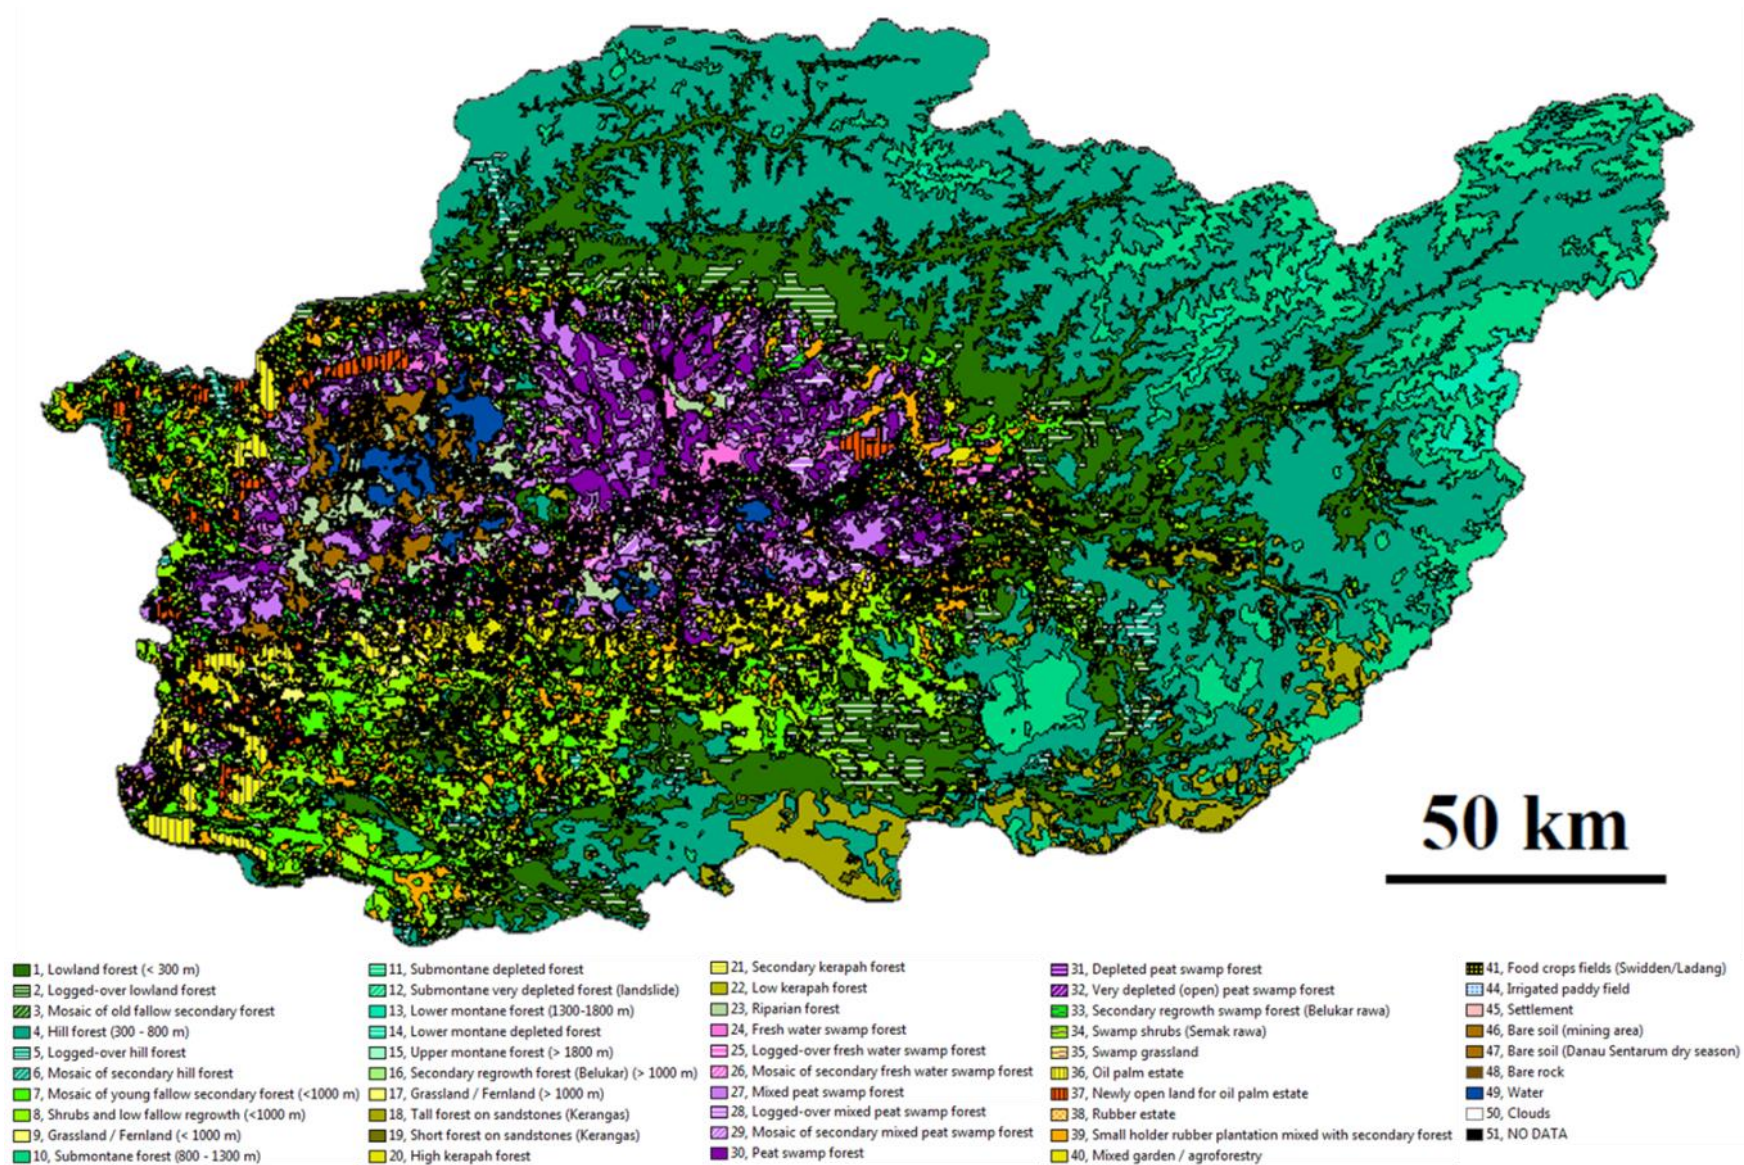 50 km
1, Lowland forest (< 300 m)
2, Logged-over lowland forest
3, Mosaic of old fallow secondary forest
4, Hill forest (300 - 800 m)
5, Logged-over hill forest
6, Mosaic of secondary hill forest
7, Mosaic of young fallow secondary forest (<1000 m)
8, Shrubs and low fallow regrowth (<1000 m)
9, Grassland / Fernland (< 1000 m)
10, Submontane forest (800 - 1300 m)
11, Submontane depleted forest
12, Submontane very depleted forest (landslide)
13, Lower montane forest (1300-1800 m)
14, Lower montane depleted forest
15, Upper montane forest (> 1800 m)
16, Secondary regrowth forest (Belukar) (> 1000 m)
17, Grassland / Fernland (> 1000 m)
18, Tall forest on sandstones (Kerangas)
19, Short forest on sandstones (Kerangas)
20, High kerapah forest
21, Secondary kerapah forest
22, Low kerapah forest
23, Riparian forest
24, Fresh water swamp forest
25, Logged-over fresh water swamp forest
26, Mosaic of secondary fresh water swamp forest
27, Mixed peat swamp forest
28, Logged-over mixed peat swamp forest
29, Mosaic of secondary mixed peat swamp forest
30, Peat swamp forest
31, Depleted peat swamp forest
32, Very depleted (open) peat swamp forest
33, Secondary regrowth swamp forest (Belukar rawa)
34, Swamp shrubs (Semak rawa)
35, Swamp grassland
36, Oil palm estate
37, Newly open land for oil palm estate
38, Rubber estate
39, Small holder rubber plantation mixed with secondary forest
40, Mixed garden / agroforestry
41, Food crops fields (Swidden/Ladang)
44, Irrigated paddy field
45, Settlement
46, Bare soil (mining area)
47, Bare soil (Danau Sentarum dry season)
48, Bare rock
49, Water
50, Clouds
51, NO DATA